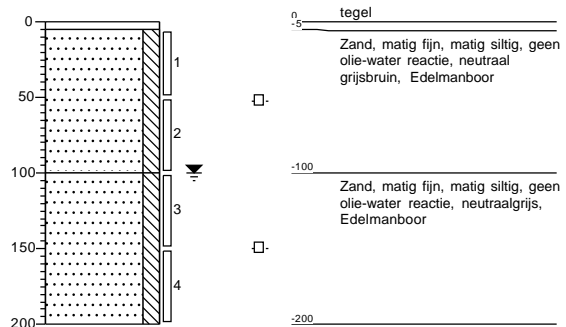 0
50
100
150
200
1
2
3
4
0
-5
tegel
Zand, matig fijn, matig siltig, geen
olie-water reactie, neutraal
grijsbruin, Edelmanboor
-100
Zand, matig fijn, matig siltig, geen
olie-water reactie, neutraalgrijs,
Edelmanboor
-200